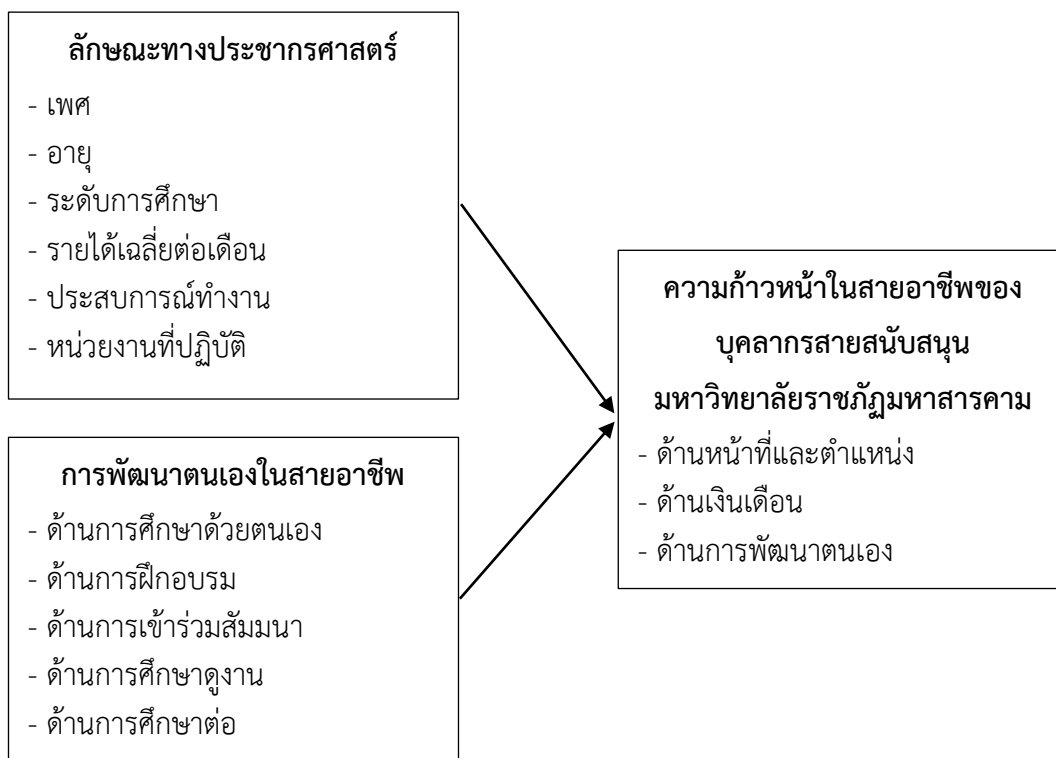 ลักษณะทางประชากรศาสตร์
- เพศ
- อายุ
- ระดับการศึกษา
- รายได้เฉลี่ยต่อเดือน
- ประสบการณ์ทำงาน
- หน่วยงานที่ปฏิบัติ
การพัฒนาตนเองในสายอาชีพ
- ด้านการศึกษาด้วยตนเอง
- ด้านการฝึกอบรม
- ด้านการเข้าร่วมสัมมนา
- ด้านการศึกษาดูงาน
- ด้านการศึกษาต่อ
ความก้าวหน้าในสายอาชีพของ
บุคลากรสายสนับสนุน
มหาวิทยาลัยราชภัฏมหาสารคาม
- ด้านหน้าที่และตำแหน่ง
- ด้านเงินเดือน
- ด้านการพัฒนาตนเอง